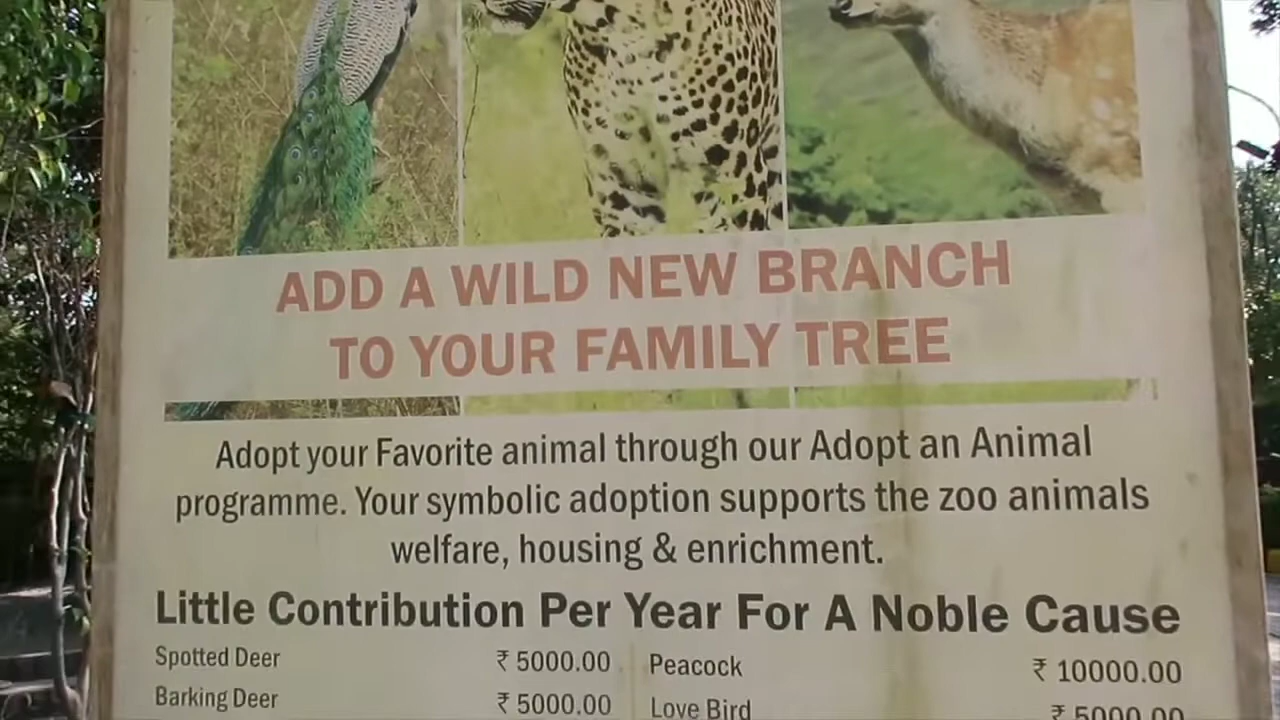 ADD A WILD NEW BRANCH
TO YOUR FAMILY TREE
Adopt your Favorite animal through our Adopt an Animal
programme. Your symbolic adoption supports the zoo animals
welfare, housing & enrichment.
Little Contribution Per Year For A Noble Cause
Spotted Deer ₹ 5000.00 Peacock ₹ 10000.00
Barking Deer ₹ 5000.00 Love Bird ₹ 5000.00